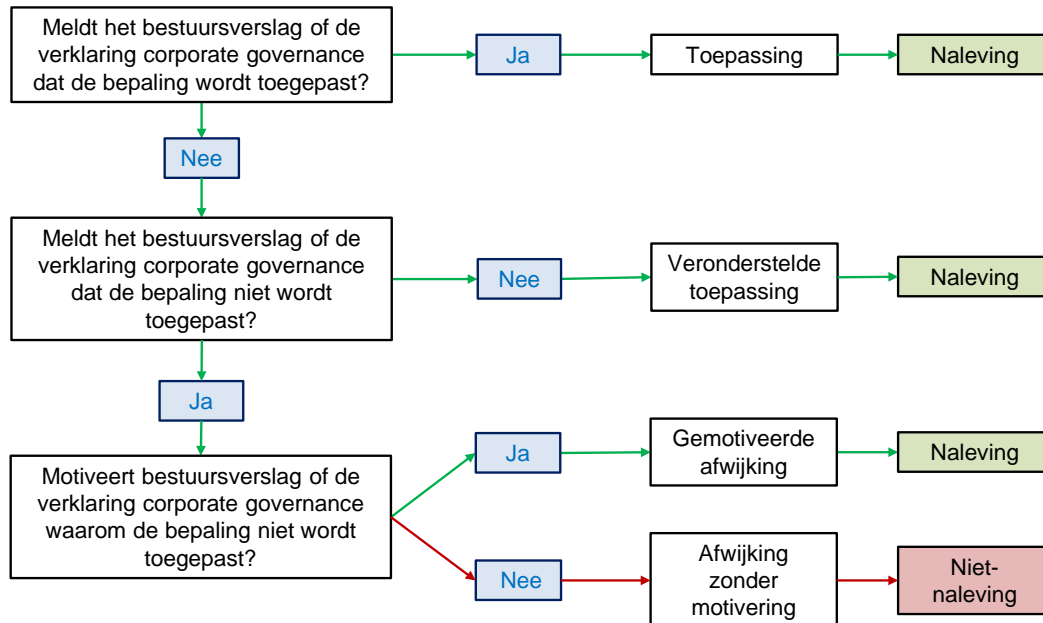 Meldt het bestuursverslag of de
verklaring corporate governance
dat de bepaling wordt toegepast?
Ja
Toepassing
Naleving
Nee
Meldt het bestuursverslag of de
verklaring corporate governance
dat de bepaling niet wordt
toegepast?
Nee
Veronderstelde
toepassing
Naleving
Ja
Motiveert bestuursverslag of de
verklaring corporate governance
waarom de bepaling niet wordt
toegepast?
Ja
Gemotiveerde
afwijking
Naleving
Nee
Afwijking
zonder
motivering
Niet-
naleving